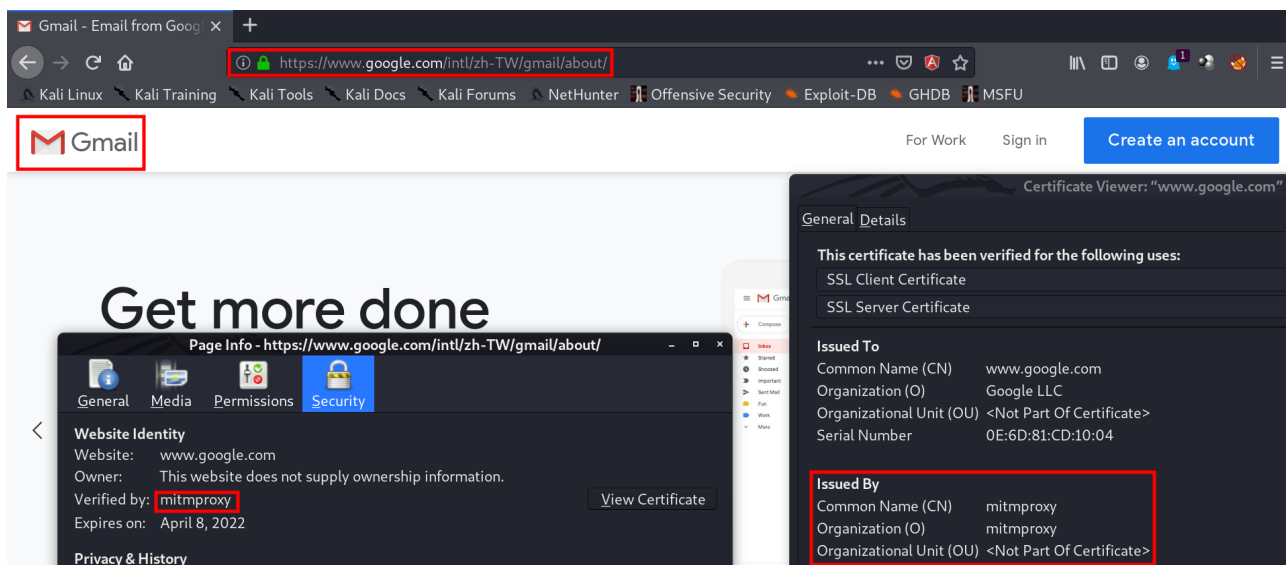 Gmail - Email from Googl
https://www.google.com/intl/zh-TW/gmail/about/
1
Kali Linux Kali Training Kali Tools Kali Docs Kali Forums NetHunter Offensive Security Exploit-DB GHDB MSFU
Gmail
For Work Sign in Create an account
Get more done
Gma
Compose
Inbox
Starred
Snoozed
Important
Sent Mail
Fun
Work
More
Page Info - https://www.google.com/intl/zh-TW/gmail/about/
General Media Permissions Security
Website Identity
Website: www.google.com
Owner: This website does not supply ownership information.
Verified by: mitmproxy
View Certificate
Expires on: April 8, 2022
Privacy & History
Certificate Viewer: "www.google.com"
General Details
This certificate has been verified for the following uses:
SSL Client Certificate
SSL Server Certificate
Issued To
Common Name (CN) www.google.com
Organization (O) Google LLC
Organizational Unit (OU) <Not Part Of Certificate>
Serial Number 0E:6D:81:CD:10:04
Issued By
Common Name (CN) mitmproxy
Organization (O) mitmproxy
Organizational Unit (OU) <Not Part Of Certificate>